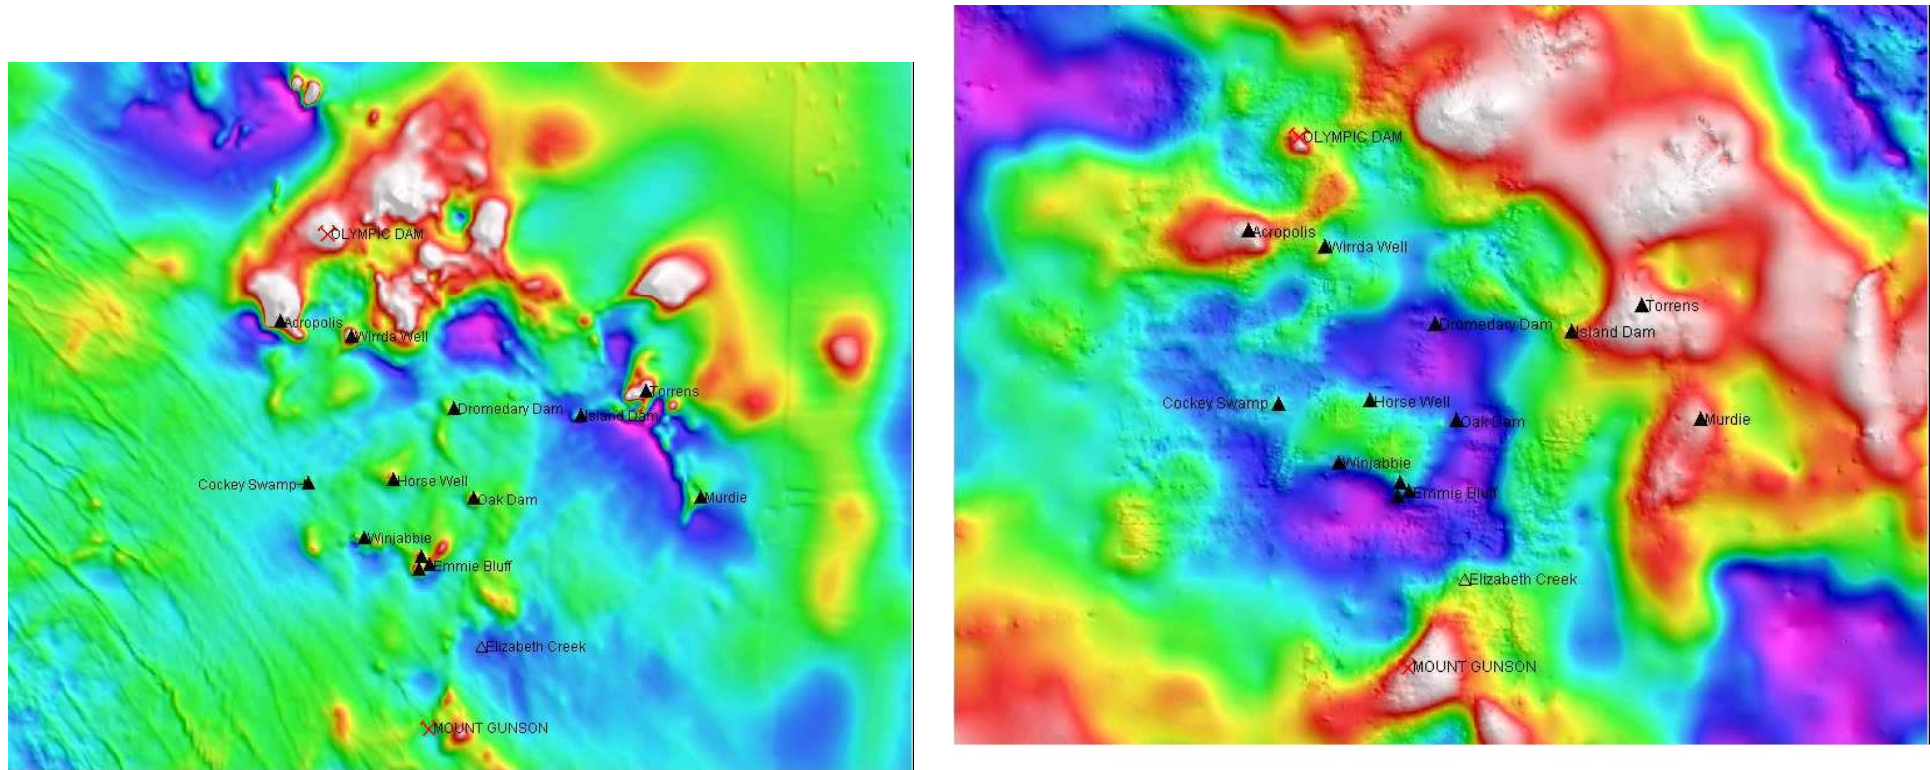 OLYMPIC DAM
Acropolis
Wirrda Well
Torrens
Dromedary Dam
Island Dam
Cockey Swamp
Horse Well
Oak Dam
Murdie
Winjabbie
Emmie Bluff
Elizabeth Creek
MOUNT GUNSON
OLYMPIC DAM
Acropolis
Wirrda Well
Torrens
Dromedary Dam
Island Dam
Cockey Swamp
Horse Well
Oak Dam
Murdie
Winjabbie
Emmie Bluff
Elizabeth Creek
MOUNT GUNSON